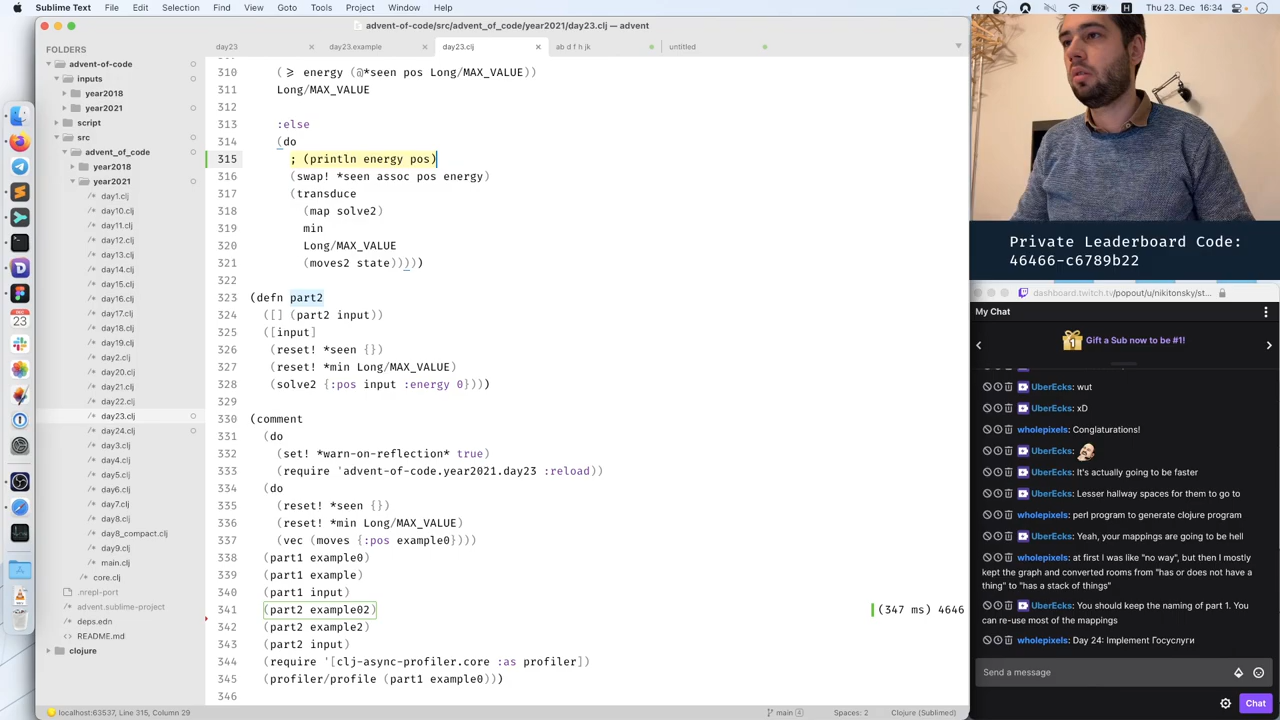 Sublime Text File Edit Selection Find View Goto Tools Project Window Help
Thu 23. Dec 16:34
advent-of-code/src/advent_of_code/year2021/day23.clj — advent
FOLDERS
advent-of-code
inputs
year2018
year2021
script
src
advent_of_code
year2018
year2021
day1.clj
day10.clj
day11.clj
day12.clj
day13.clj
day14.clj
day15.clj
day16.clj
day17.clj
day18.clj
day19.clj
day2.clj
day20.clj
day21.clj
day22.clj
day23.clj
day24.clj
day3.clj
day4.clj
day5.clj
day6.clj
day7.clj
day8.clj
day8_compact.clj
day9.clj
main.clj
core.clj
.nrepl-port
advent.sublime-project
deps.edn
README.md
clojure
day23
day23.example
day23.clj
ab d f h jk
untitled
310 (>= energy (@*seen pos Long/MAX_VALUE))
311 Long/MAX_VALUE
312
313 :else
314 (do
315 ; (println energy pos)
316 (swap! *seen assoc pos energy)
317 (transduce
318 (map solve2)
319 min
320 Long/MAX_VALUE
321 (moves2 state)))))
322
323 (defn part2
324 ([] (part2 input))
325 ([input]
326 (reset! *seen {})
327 (reset! *min Long/MAX_VALUE)
328 (solve2 {:pos input :energy 0})))
329
330 (comment
331 (do
332 (set! *warn-on-reflection* true)
333 (require 'advent-of-code.year2021.day23 :reload))
334 (do
335 (reset! *seen {})
336 (reset! *min Long/MAX_VALUE)
337 (vec (moves {:pos example0})))
338 (part1 example0)
339 (part1 example)
340 (part1 input)
341 (part2 example02) (347 ms) 4646
342 (part2 example2)
343 (part2 input)
344 (require '[clj-async-profiler.core :as profiler])
345 (profiler/profile (part1 example0)))
346
localhost:63537, Line 315, Column 29
main 4
Spaces: 2
Clojure (Sublimed)
DEC
23
Private Leaderboard Code:
46466-c6789b22
dashboard.twitch.tv/popout/u/nikitonsky/st...
My Chat
1 Gift a Sub now to be #1!
UberEcks: wut
UberEcks: xD
wholepixels: Conglaturations!
UberEcks:
UberEcks: It's actually going to be faster
UberEcks: Lesser hallway spaces for them to go to
wholepixels: perl program to generate clojure program
UberEcks: Yeah, your mappings are going to be hell
wholepixels: at first I was like "no way", but then I mostly
kept the graph and converted rooms from "has or does not have a
thing" to "has a stack of things"
UberEcks: You should keep the naming of part 1. You
can re-use most of the mappings
wholepixels: Day 24: Implement Госуслуги
Send a message
Chat